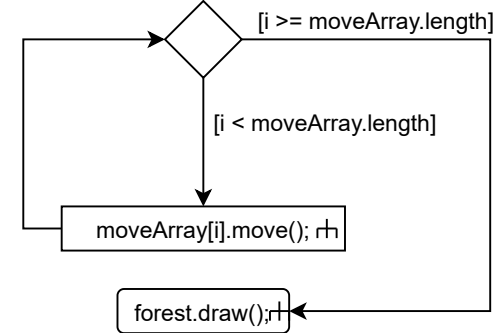 [i >= moveArray.length]
[i < moveArray.length]
moveArray[i].move();
forest.draw();